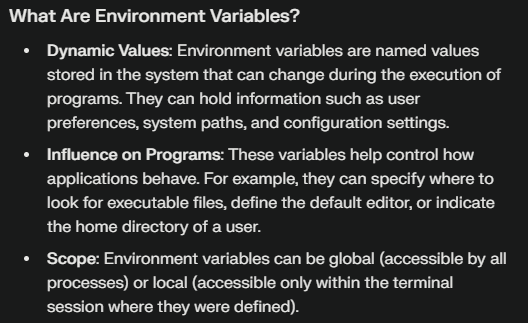 What Are Environment Variables?
• Dynamic Values: Environment variables are named values
stored in the system that can change during the execution of
programs. They can hold information such as user
preferences, system paths, and configuration settings.
• Influence on Programs: These variables help control how
applications behave. For example, they can specify where to
look for executable files, define the default editor, or indicate
the home directory of a user.
• Scope: Environment variables can be global (accessible by all
processes) or local (accessible only within the terminal
session where they were defined).